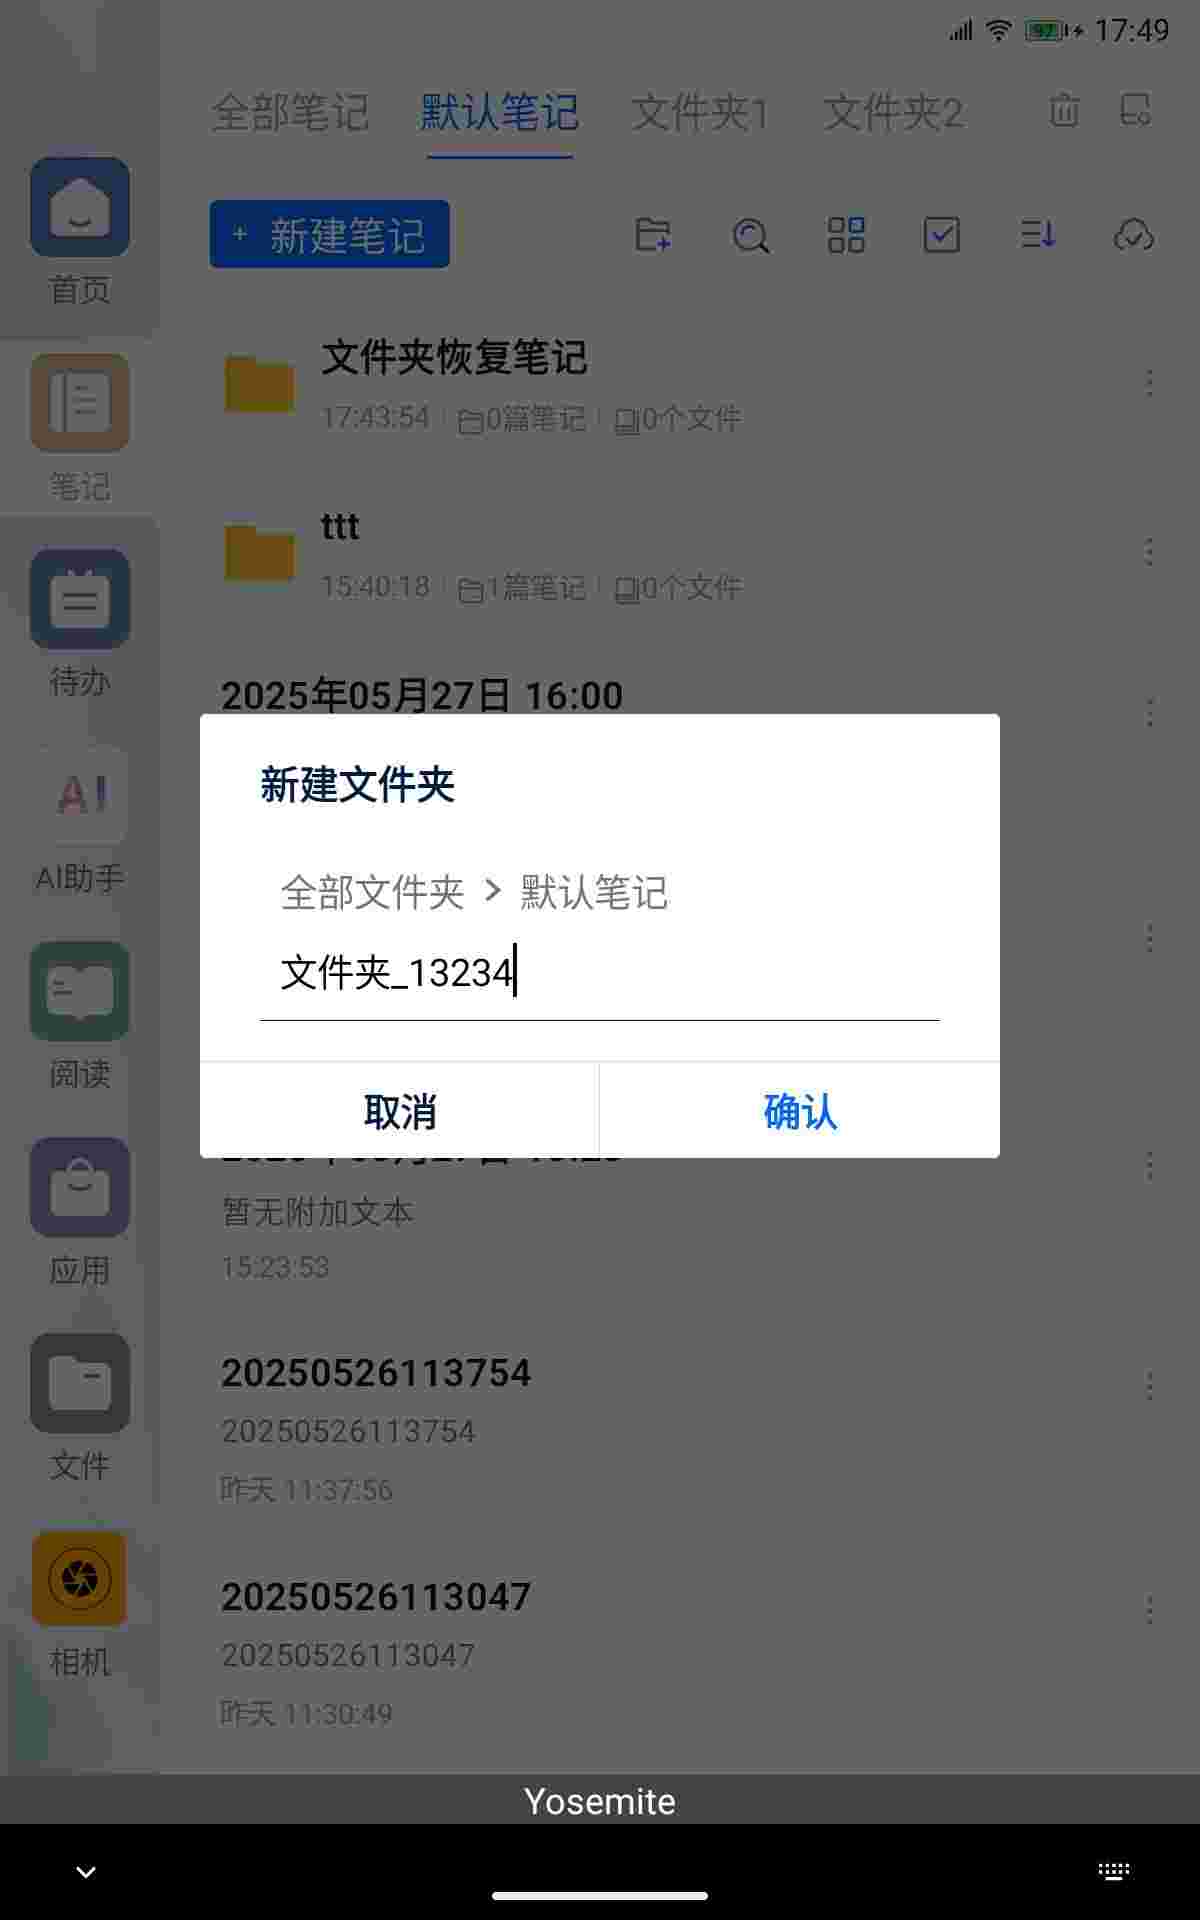 97 17:49
全部笔记 默认笔记 文件夹1 文件夹2
+ 新建笔记
首页
笔记
待办
AI
AI助手
阅读
应用
文件
相机
文件夹恢复笔记
17:43:54 0篇笔记 0个文件
ttt
15:40:18 1篇笔记 0个文件
2025年05月27日 16:00
新建文件夹
全部文件夹 > 默认笔记
文件夹_13234
取消 确认
暂无附加文本
15:23:53
20250526113754
20250526113754
昨天 11:37:56
20250526113047
20250526113047
昨天 11:30:49
Yosemite